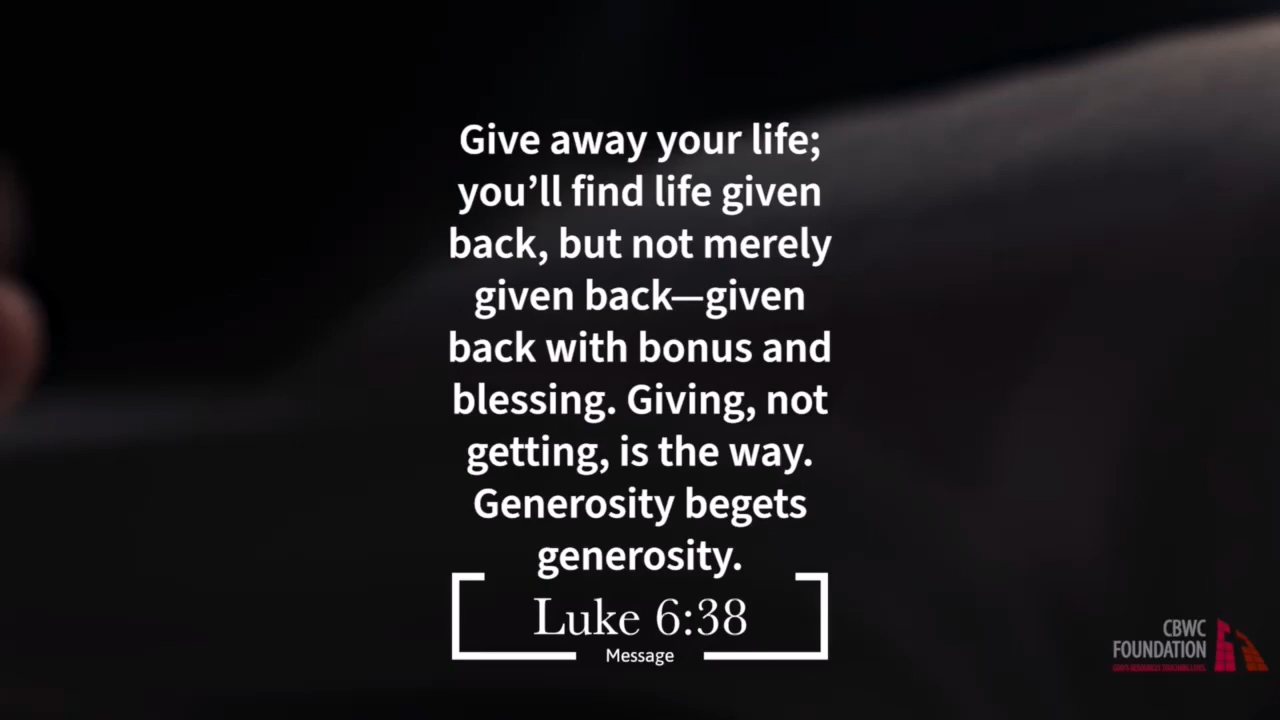 Give away your life;
you’ll find life given
back, but not merely
given back—given
back with bonus and
blessing. Giving, not
getting, is the way.
Generosity begets
generosity.
Luke 6:38
Message
CBWC
FOUNDATION